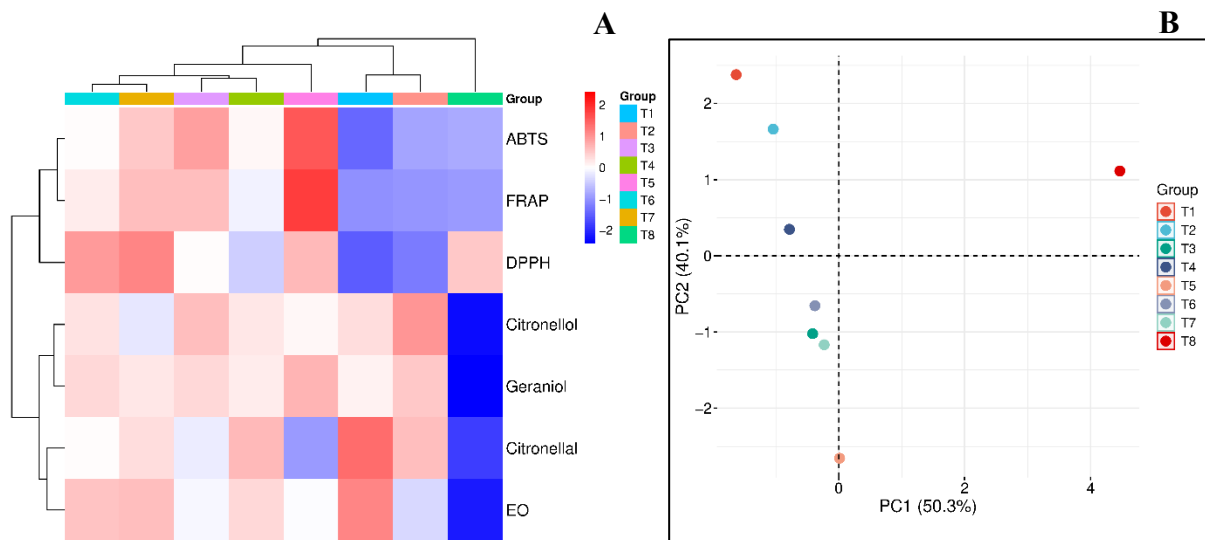 A
Group
ABTS
FRAP
DPPH
Citronellol
Geraniol
Citronellal
EO
2
1
0
−1
−2
Group
T1
T2
T3
T4
T5
T6
T7
T8
B
PC2 (40.1%)
2
1
0
−1
−2
0
2
4
PC1 (50.3%)
Group
T1
T2
T3
T4
T5
T6
T7
T8